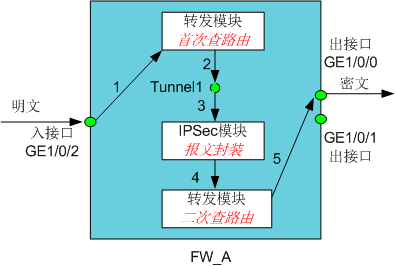 转发模块
首次查路由
出接口
GE1/0/0
1
2
Tunnel1
密文
明文
3
入接口
GE1/0/2
IPSec模块
报文封装
GE1/0/1
出接口
4
5
转发模块
二次查路由
FW_A